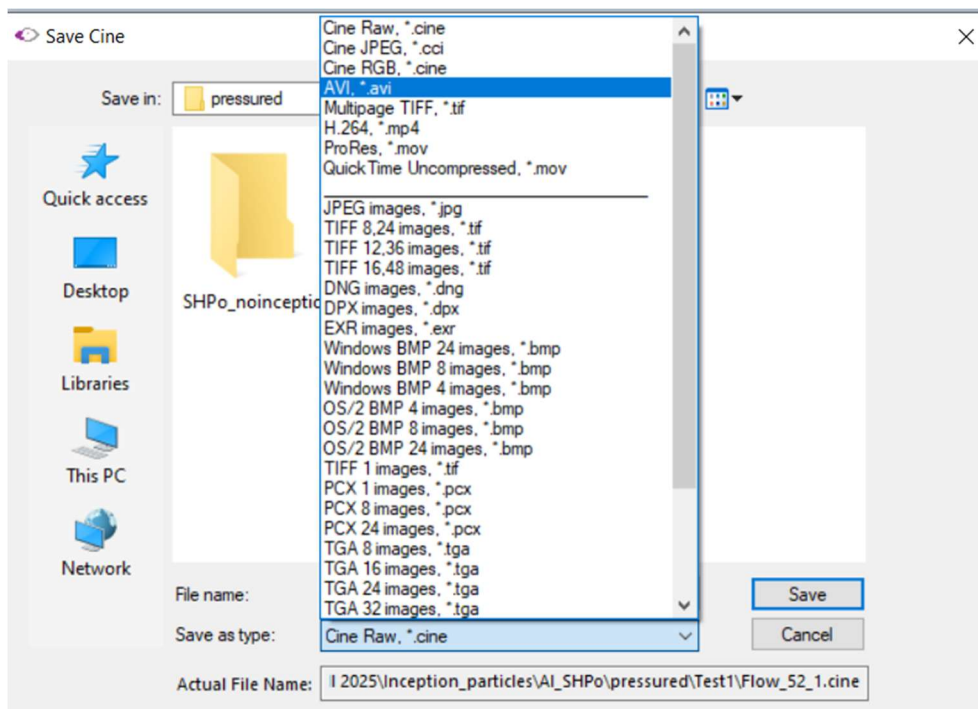 Save Cine
Save in:
pressured
Quick access
Desktop
Libraries
This PC
Network
SHPo_noinceptio
Cine Raw, *.cine
Cine JPEG, *.cci
Cine RGB, *.cine
AVI, *.avi
Multipage TIFF, *.tif
H.264, *.mp4
ProRes, *.mov
QuickTime Uncompressed, *.mov
JPEG images, *.jpg
TIFF 8,24 images, *.tif
TIFF 12,36 images, *.tif
TIFF 16,48 images, *.tif
DNG images, *.dng
DPX images, *.dpx
EXR images, *.exr
Windows BMP 24 images, *.bmp
Windows BMP 8 images, *.bmp
Windows BMP 4 images, *.bmp
OS/2 BMP 4 images, *.bmp
OS/2 BMP 8 images, *.bmp
OS/2 BMP 24 images, *.bmp
TIFF 1 images, *.tif
PCX 1 images, *.pcx
PCX 8 images, *.pcx
PCX 24 images, *.pcx
TGA 8 images, *.tga
TGA 16 images, *.tga
TGA 24 images, *.tga
TGA 32 images, *.tga
File name:
Save
Save as type:
Cine Raw, *.cine
Cancel
Actual File Name:
2025\Inception_particles\Al_SHPo\pressured\Test1\Flow_52_1.cine